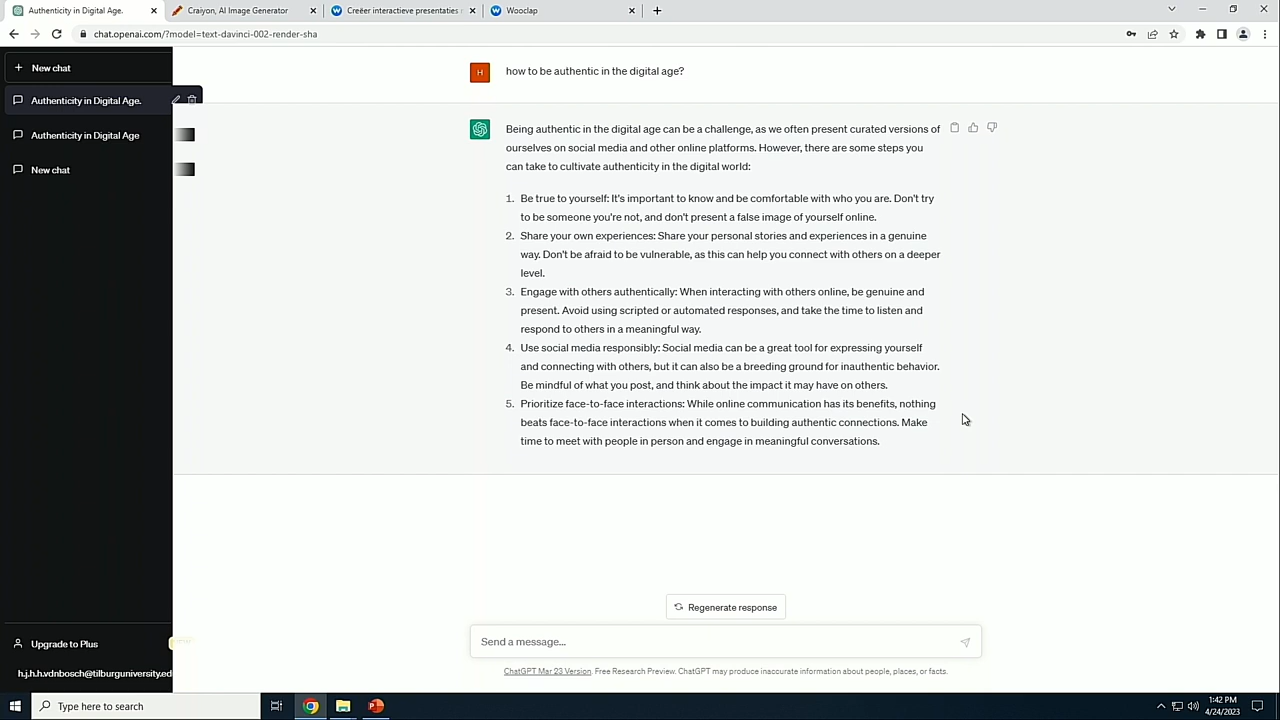 Authenticity in Digital Age.
Craiyon, AI Image Generator
Creëer interactieve presentaties
Wooclap
chat.openai.com/?model=text-davinci-002-render-sha
New chat
Authenticity in Digital Age.
Authenticity in Digital Age
New chat
H
how to be authentic in the digital age?
Being authentic in the digital age can be a challenge, as we often present curated versions of
ourselves on social media and other online platforms. However, there are some steps you
can take to cultivate authenticity in the digital world:
1. Be true to yourself: It's important to know and be comfortable with who you are. Don't try
to be someone you're not, and don't present a false image of yourself online.
2. Share your own experiences: Share your personal stories and experiences in a genuine
way. Don't be afraid to be vulnerable, as this can help you connect with others on a deeper
level.
3. Engage with others authentically: When interacting with others online, be genuine and
present. Avoid using scripted or automated responses, and take the time to listen and
respond to others in a meaningful way.
4. Use social media responsibly: Social media can be a great tool for expressing yourself
and connecting with others, but it can also be a breeding ground for inauthentic behavior.
Be mindful of what you post, and think about the impact it may have on others.
5. Prioritize face-to-face interactions: While online communication has its benefits, nothing
beats face-to-face interactions when it comes to building authentic connections. Make
time to meet with people in person and engage in meaningful conversations.
Regenerate response
Send a message...
ChatGPT Mar 23 Version. Free Research Preview. ChatGPT may produce inaccurate information about people, places, or facts.
Upgrade to Plus
h.j.h.h.vdnbosch@tilburguniversity.ed
Type here to search
1:42 PM
4/24/2023